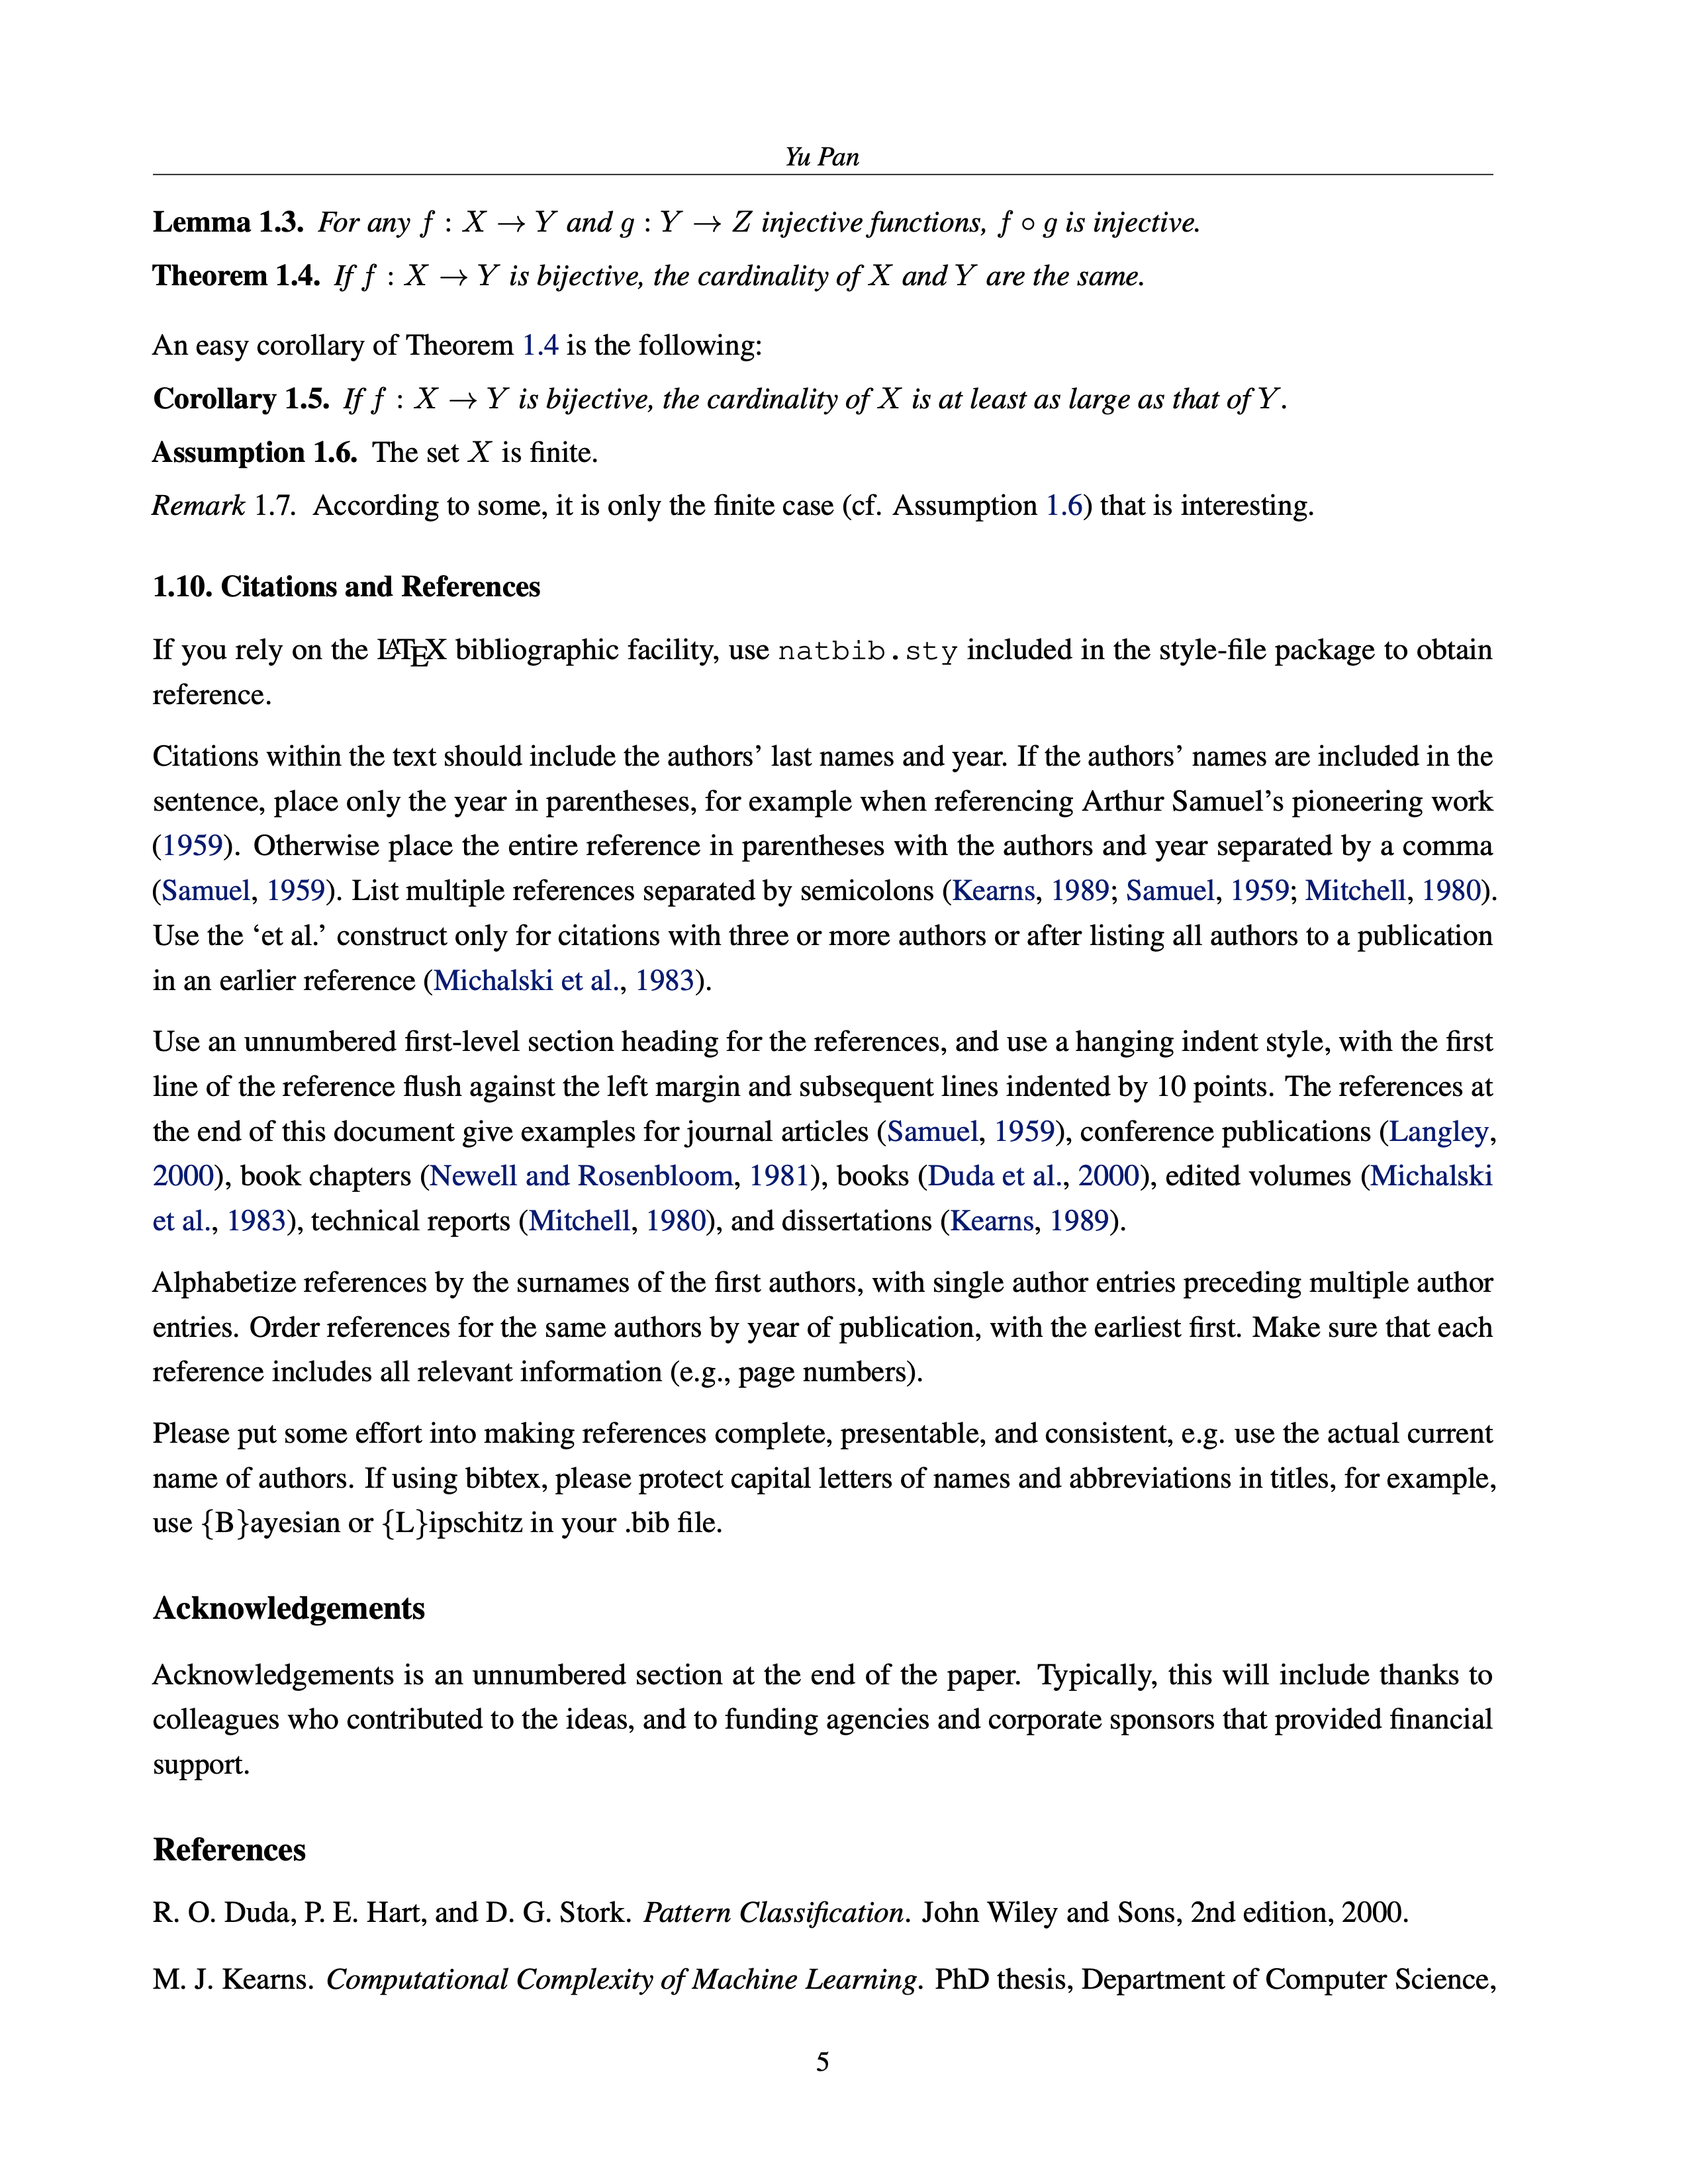 Yu Pan
Lemma 1.3. For any f : X → Y and g : Y → Z injective functions, f ∘ g is injective.
Theorem 1.4. If f : X → Y is bijective, the cardinality of X and Y are the same.
An easy corollary of Theorem 1.4 is the following:
Corollary 1.5. If f : X → Y is bijective, the cardinality of X is at least as large as that of Y.
Assumption 1.6. The set X is finite.
Remark 1.7. According to some, it is only the finite case (cf. Assumption 1.6) that is interesting.
1.10. Citations and References
If you rely on the LATEX bibliographic facility, use natbib.sty included in the style-file package to obtain
reference.
Citations within the text should include the authors’ last names and year. If the authors’ names are included in the
sentence, place only the year in parentheses, for example when referencing Arthur Samuel’s pioneering work
(1959). Otherwise place the entire reference in parentheses with the authors and year separated by a comma
(Samuel, 1959). List multiple references separated by semicolons (Kearns, 1989; Samuel, 1959; Mitchell, 1980).
Use the ‘et al.’ construct only for citations with three or more authors or after listing all authors to a publication
in an earlier reference (Michalski et al., 1983).
Use an unnumbered first-level section heading for the references, and use a hanging indent style, with the first
line of the reference flush against the left margin and subsequent lines indented by 10 points. The references at
the end of this document give examples for journal articles (Samuel, 1959), conference publications (Langley,
2000), book chapters (Newell and Rosenbloom, 1981), books (Duda et al., 2000), edited volumes (Michalski
et al., 1983), technical reports (Mitchell, 1980), and dissertations (Kearns, 1989).
Alphabetize references by the surnames of the first authors, with single author entries preceding multiple author
entries. Order references for the same authors by year of publication, with the earliest first. Make sure that each
reference includes all relevant information (e.g., page numbers).
Please put some effort into making references complete, presentable, and consistent, e.g. use the actual current
name of authors. If using bibtex, please protect capital letters of names and abbreviations in titles, for example,
use {B}ayesian or {L}ipschitz in your .bib file.
Acknowledgements
Acknowledgements is an unnumbered section at the end of the paper. Typically, this will include thanks to
colleagues who contributed to the ideas, and to funding agencies and corporate sponsors that provided financial
support.
References
R. O. Duda, P. E. Hart, and D. G. Stork. Pattern Classification. John Wiley and Sons, 2nd edition, 2000.
M. J. Kearns. Computational Complexity of Machine Learning. PhD thesis, Department of Computer Science,
5